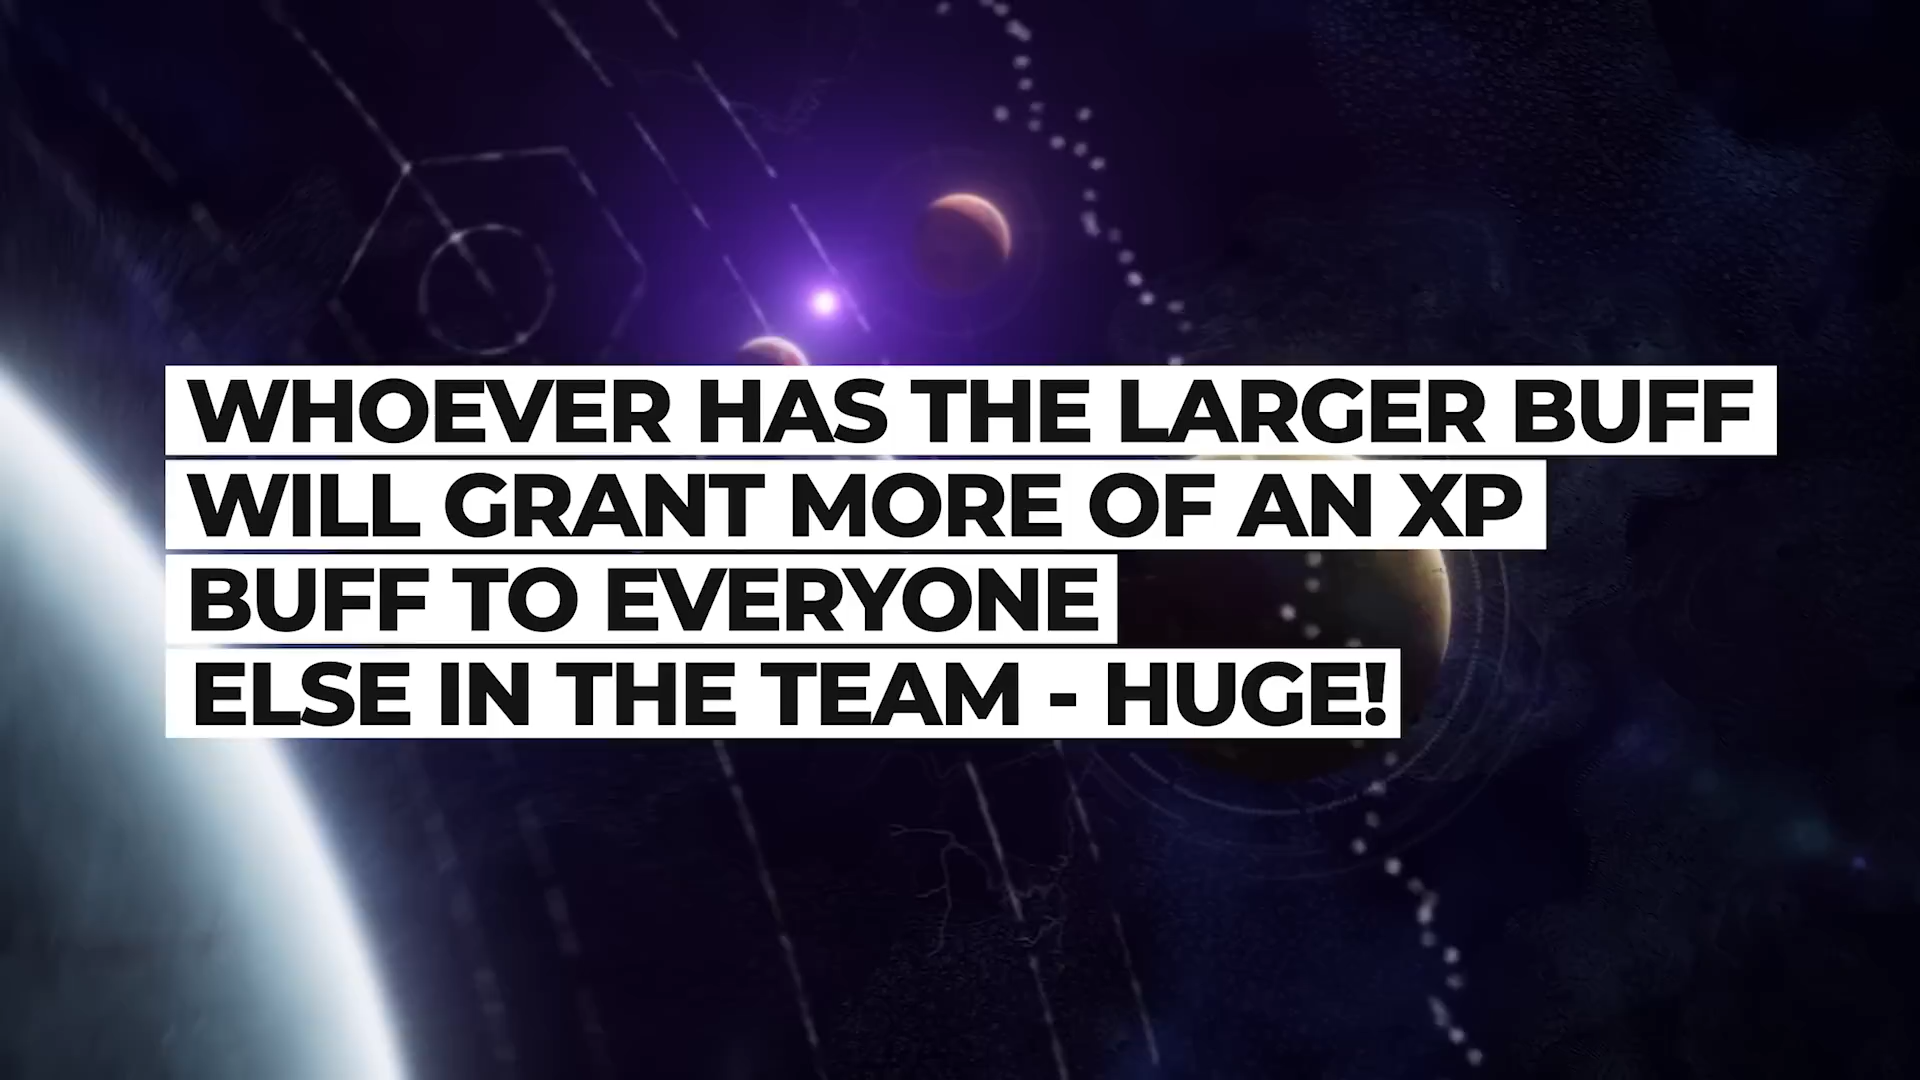 WHOEVER HAS THE LARGER BUFF
WILL GRANT MORE OF AN XP
BUFF TO EVERYONE
ELSE IN THE TEAM - HUGE!